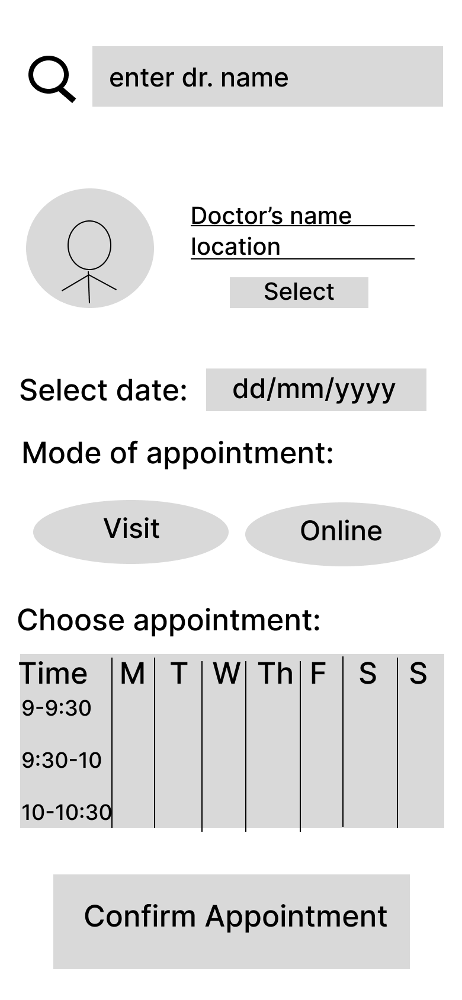 enter dr. name
Doctor's name
location
Select
Select date: dd/mm/yyyy
Mode of appointment:
Visit Online
Choose appointment:
Time M T W Th F S S
9-9:30
9:30-10
10-10:30
Confirm Appointment